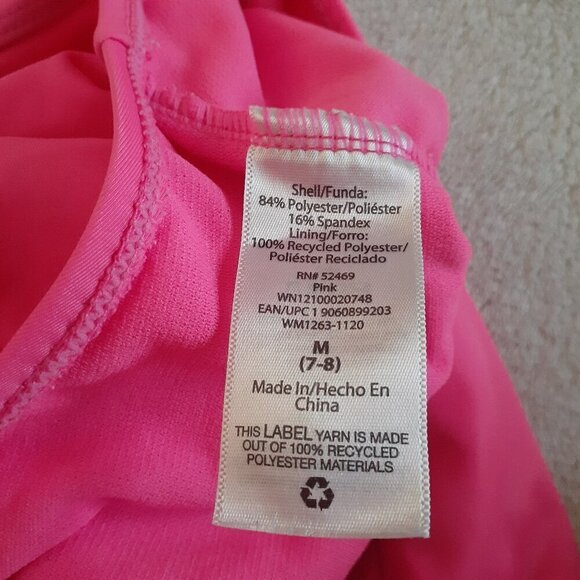 Shell/Funda:
84% Polyester/Poliéster
16% Spandex
Lining/Forro:
100% Recycled Polyester/
Poliéster Reciclado
RN# 52469
Pink
WN12100020748
EAN/UPC 1 9060899203
WM1263-1120
M
(7-8)
Made In/Hecho En
China
THIS LABEL YARN IS MADE
OUT OF 100% RECYCLED
POLYESTER MATERIALS